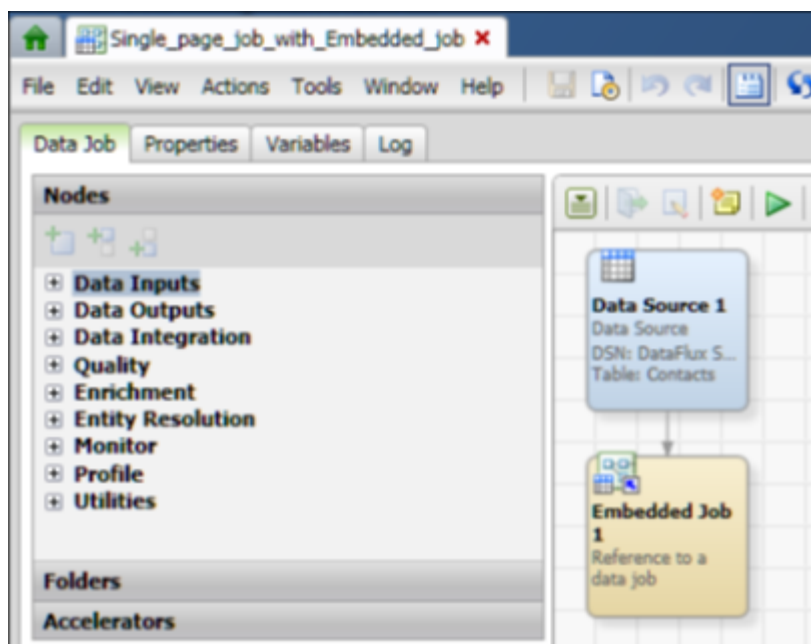 Single_page_job_with_Embedded_job
File Edit View Actions Tools Window Help
Data Job Properties Variables Log
Nodes
Data Inputs
Data Outputs
Data Integration
Quality
Enrichment
Entity Resolution
Monitor
Profile
Utilities
Folders
Accelerators
Data Source 1
Data Source
DSN: DataFlux S...
Table: Contacts
Embedded Job
1
Reference to a
data job